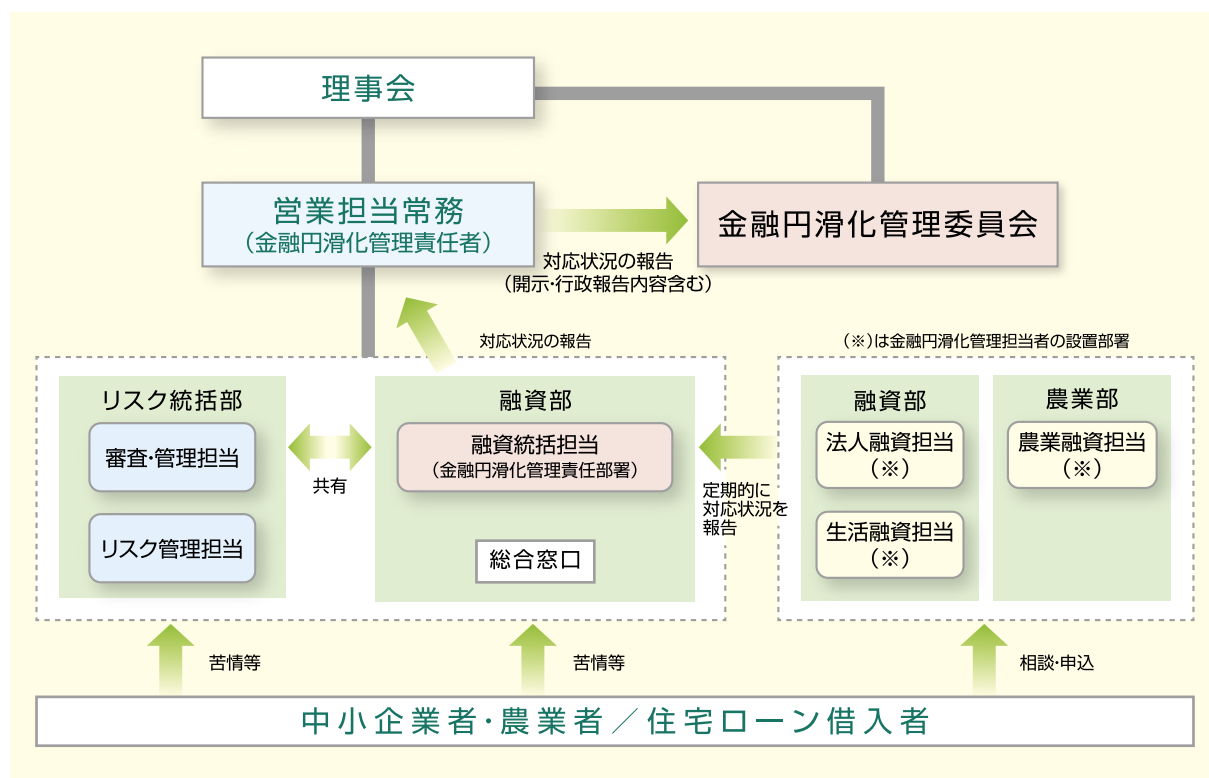 理事会
営業担当常務
（金融円滑化管理責任者）
金融円滑化管理委員会
対応状況の報告
（開示・行政報告内容含む）
対応状況の報告
（※）は金融円滑化管理担当者の設置部署
リスク統括部
審査・管理担当
リスク管理担当
共有
融資部
融資統括担当
（金融円滑化管理責任部署）
総合窓口
定期的に
対応状況を
報告
融資部
法人融資担当
（※）
生活融資担当
（※）
農業部
農業融資担当
（※）
苦情等
苦情等
相談・申込
中小企業者・農業者／住宅ローン借入者